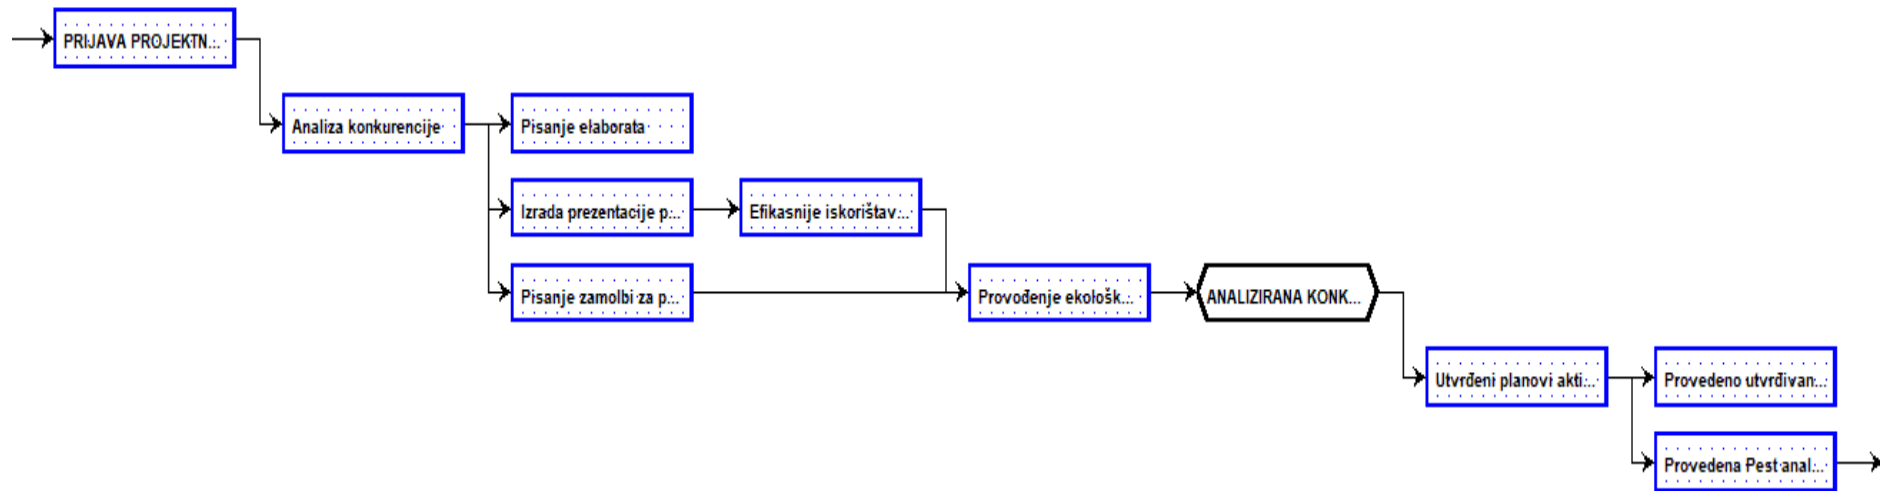 PRIJAVA PROJEKTN...
Analiza konkurencije
Pisanje elaborata
Izrada prezentacije p...
Efikasnije iskorištav...
Pisanje zamolbi za p...
Provođenje ekološk...
ANALIZIRANA KONK...
Utvrđeni planovi akti...
Provedeno utvrđivan...
Provedena Pest anal...